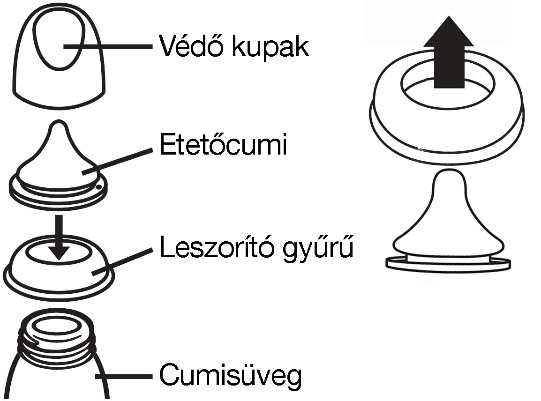 Védő kupak
Etetőcumi
Leszorító gyűrű
Cumisüveg